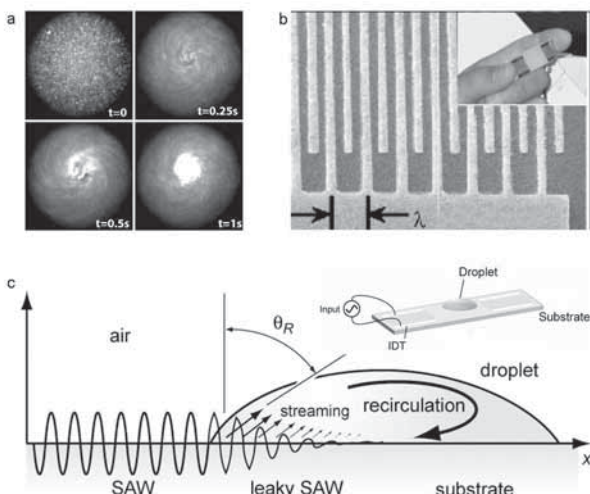 a
t=0
t=0.25s
t=0.5s
t=1s
b
λ
c
Droplet
Input
IDT
Substrate
θR
air
droplet
streaming
recirculation
x
SAW
leaky SAW
substrate